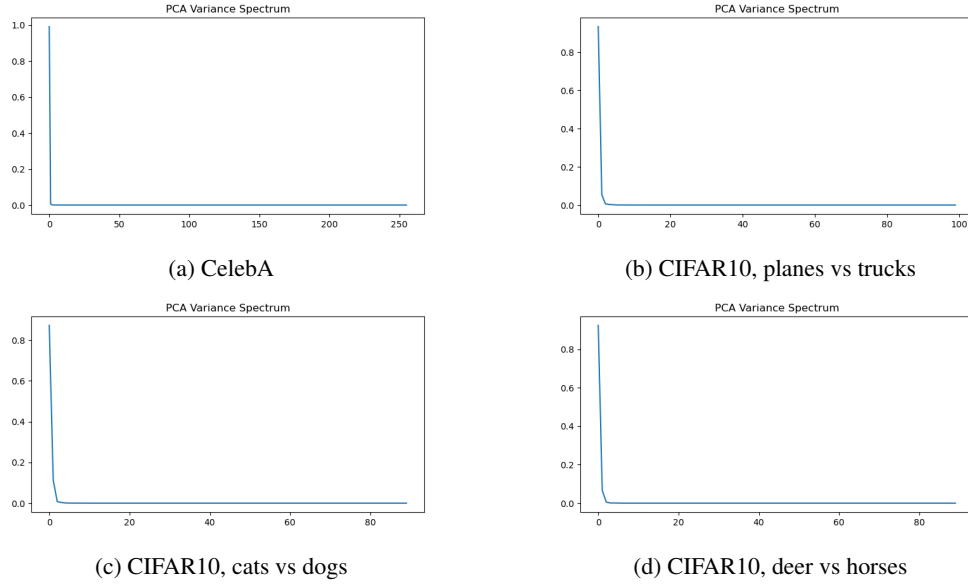 PCA Variance Spectrum
1.0
0.8
0.6
0.4
0.2
0.0
0 50 100 150 200 250
(a) CelebA
PCA Variance Spectrum
0.8
0.6
0.4
0.2
0.0
0 20 40 60 80 100
(b) CIFAR10, planes vs trucks
PCA Variance Spectrum
0.8
0.6
0.4
0.2
0.0
0 20 40 60 80
(c) CIFAR10, cats vs dogs
PCA Variance Spectrum
0.8
0.6
0.4
0.2
0.0
0 20 40 60 80
(d) CIFAR10, deer vs horses